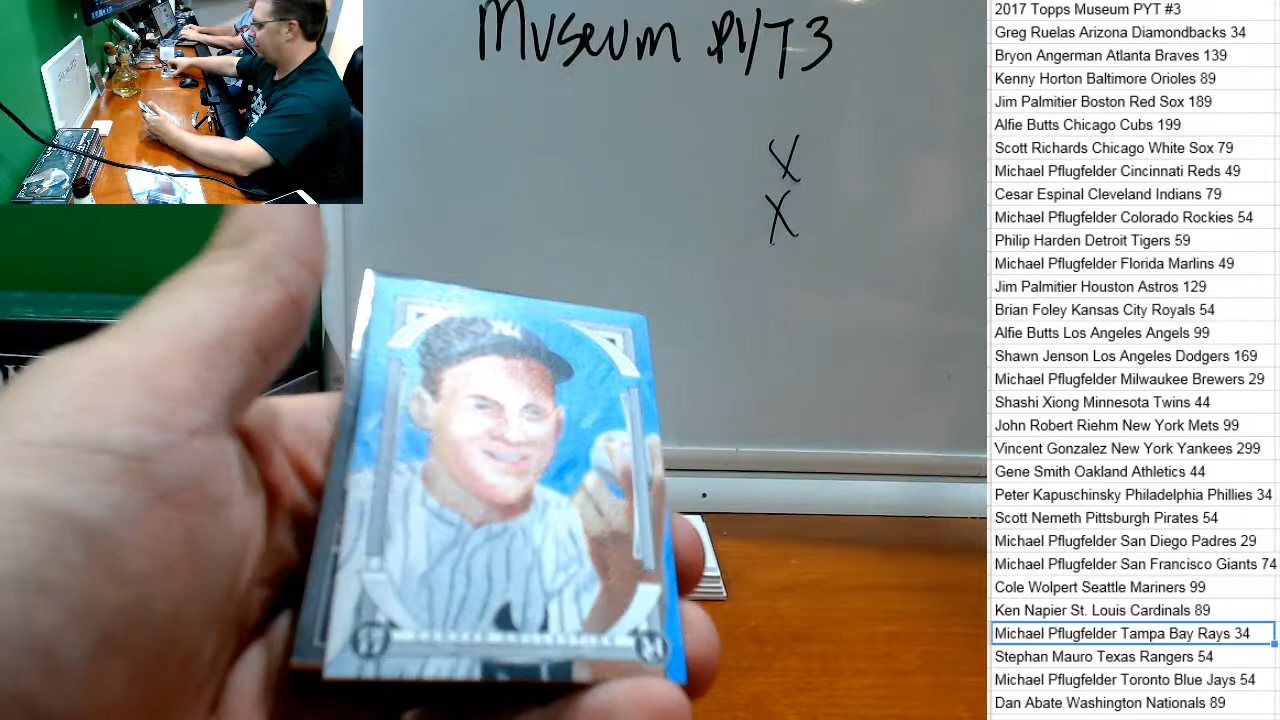 Museum PYT 3
X
X
2017 Topps Museum PYT #3
Greg Ruelas Arizona Diamondbacks 34
Bryon Angerman Atlanta Braves 139
Kenny Horton Baltimore Orioles 89
Jim Palmitier Boston Red Sox 189
Alfie Butts Chicago Cubs 199
Scott Richards Chicago White Sox 79
Michael Pflugfelder Cincinnati Reds 49
Cesar Espinal Cleveland Indians 79
Michael Pflugfelder Colorado Rockies 54
Philip Harden Detroit Tigers 59
Michael Pflugfelder Florida Marlins 49
Jim Palmitier Houston Astros 129
Brian Foley Kansas City Royals 54
Alfie Butts Los Angeles Angels 99
Shawn Jenson Los Angeles Dodgers 169
Michael Pflugfelder Milwaukee Brewers 29
Shashi Xiong Minnesota Twins 44
John Robert Riehm New York Mets 99
Vincent Gonzalez New York Yankees 299
Gene Smith Oakland Athletics 44
Peter Kapuschinsky Philadelphia Phillies 34
Scott Nemeth Pittsburgh Pirates 54
Michael Pflugfelder San Diego Padres 29
Michael Pflugfelder San Francisco Giants 74
Cole Wolpert Seattle Mariners 99
Ken Napier St. Louis Cardinals 89
Michael Pflugfelder Tampa Bay Rays 34
Stephan Mauro Texas Rangers 54
Michael Pflugfelder Toronto Blue Jays 54
Dan Abate Washington Nationals 89